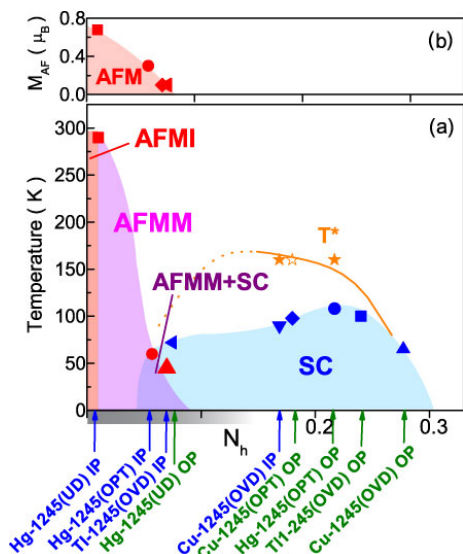 0.8
0.4
0.0
M_AF (μ_B)
AFM
(b)
300
250
200
150
100
50
0
Temperature ( K )
(a)
AFMI
AFMM
T*
AFMM+SC
SC
N_h
0.2
0.3
Hg-1245(UD) IP
Hg-1245(OPT) IP
Tl-1245(OVD) IP
Hg-1245(UD) OP
Cu-1245(OVD) IP
Cu-1245(OPT) OP
Hg-1245(OPT) OP
Tl1-245(OVD) OP
Cu-1245(OVD) OP